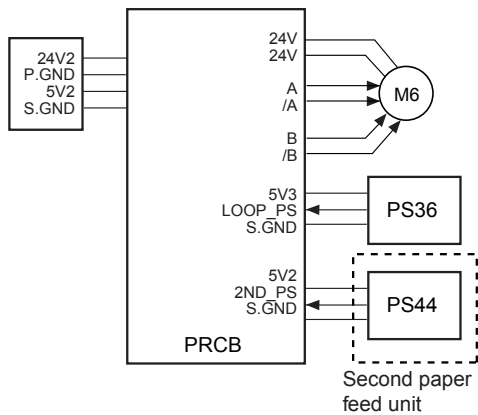 24V2
P.GND
5V2
S.GND
24V
24V
A
/A
B
/B
M6
5V3
LOOP_PS
S.GND
PS36
5V2
2ND_PS
S.GND
PS44
PRCB
Second paper
feed unit